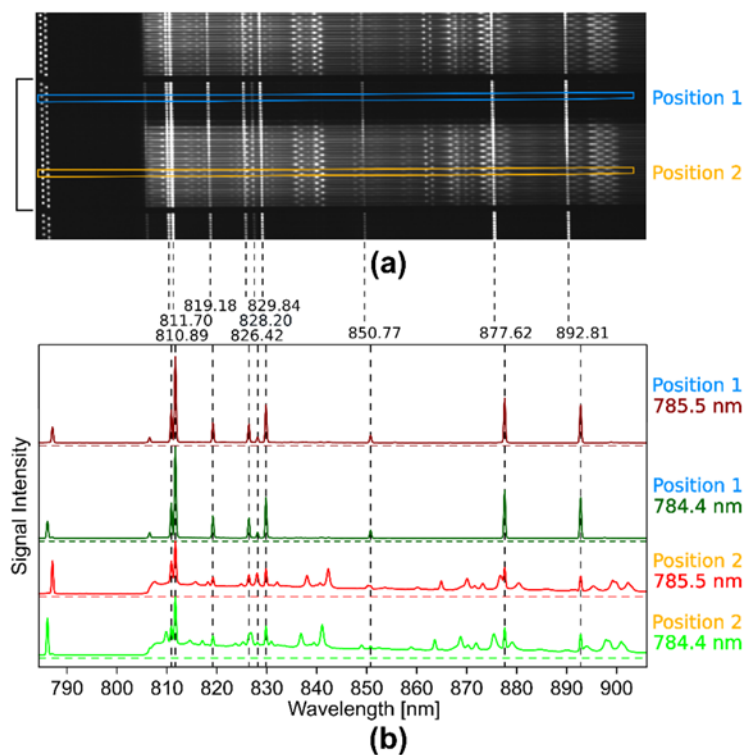 Position 1
Position 2
(a)
819.18 829.84
811.70 828.20
810.89 826.42 850.77 877.62 892.81
Position 1
785.5 nm
Position 1
784.4 nm
Position 2
785.5 nm
Position 2
784.4 nm
Signal Intensity
790 800 810 820 830 840 850 860 870 880 890 900
Wavelength [nm]
(b)